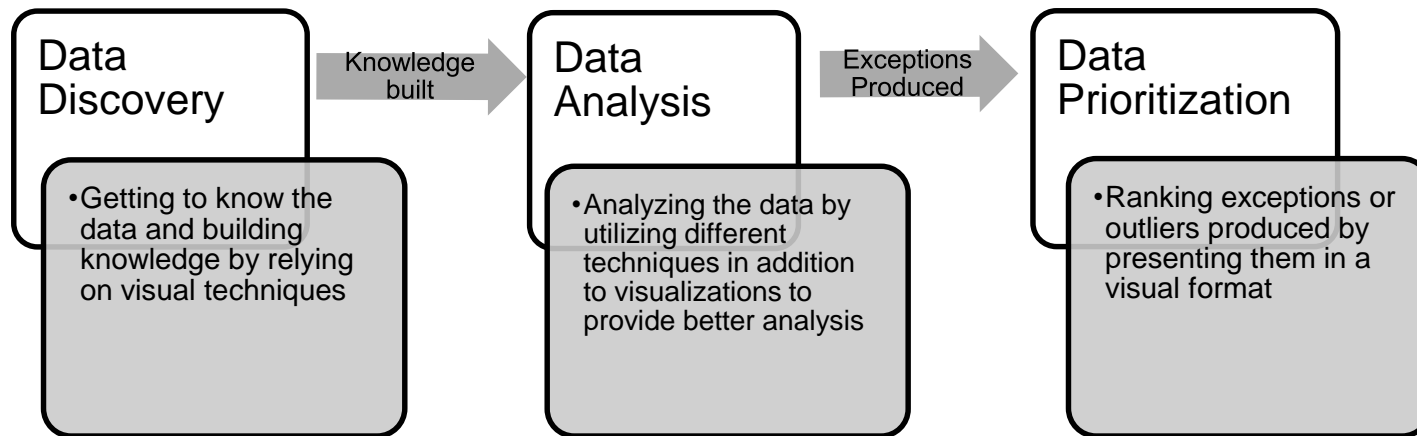 Data
Discovery
•Getting to know the
data and building
knowledge by relying
on visual techniques
Knowledge
built
Data
Analysis
•Analyzing the data by
utilizing different
techniques in addition
to visualizations to
provide better analysis
Exceptions
Produced
Data
Prioritization
•Ranking exceptions or
outliers produced by
presenting them in a
visual format